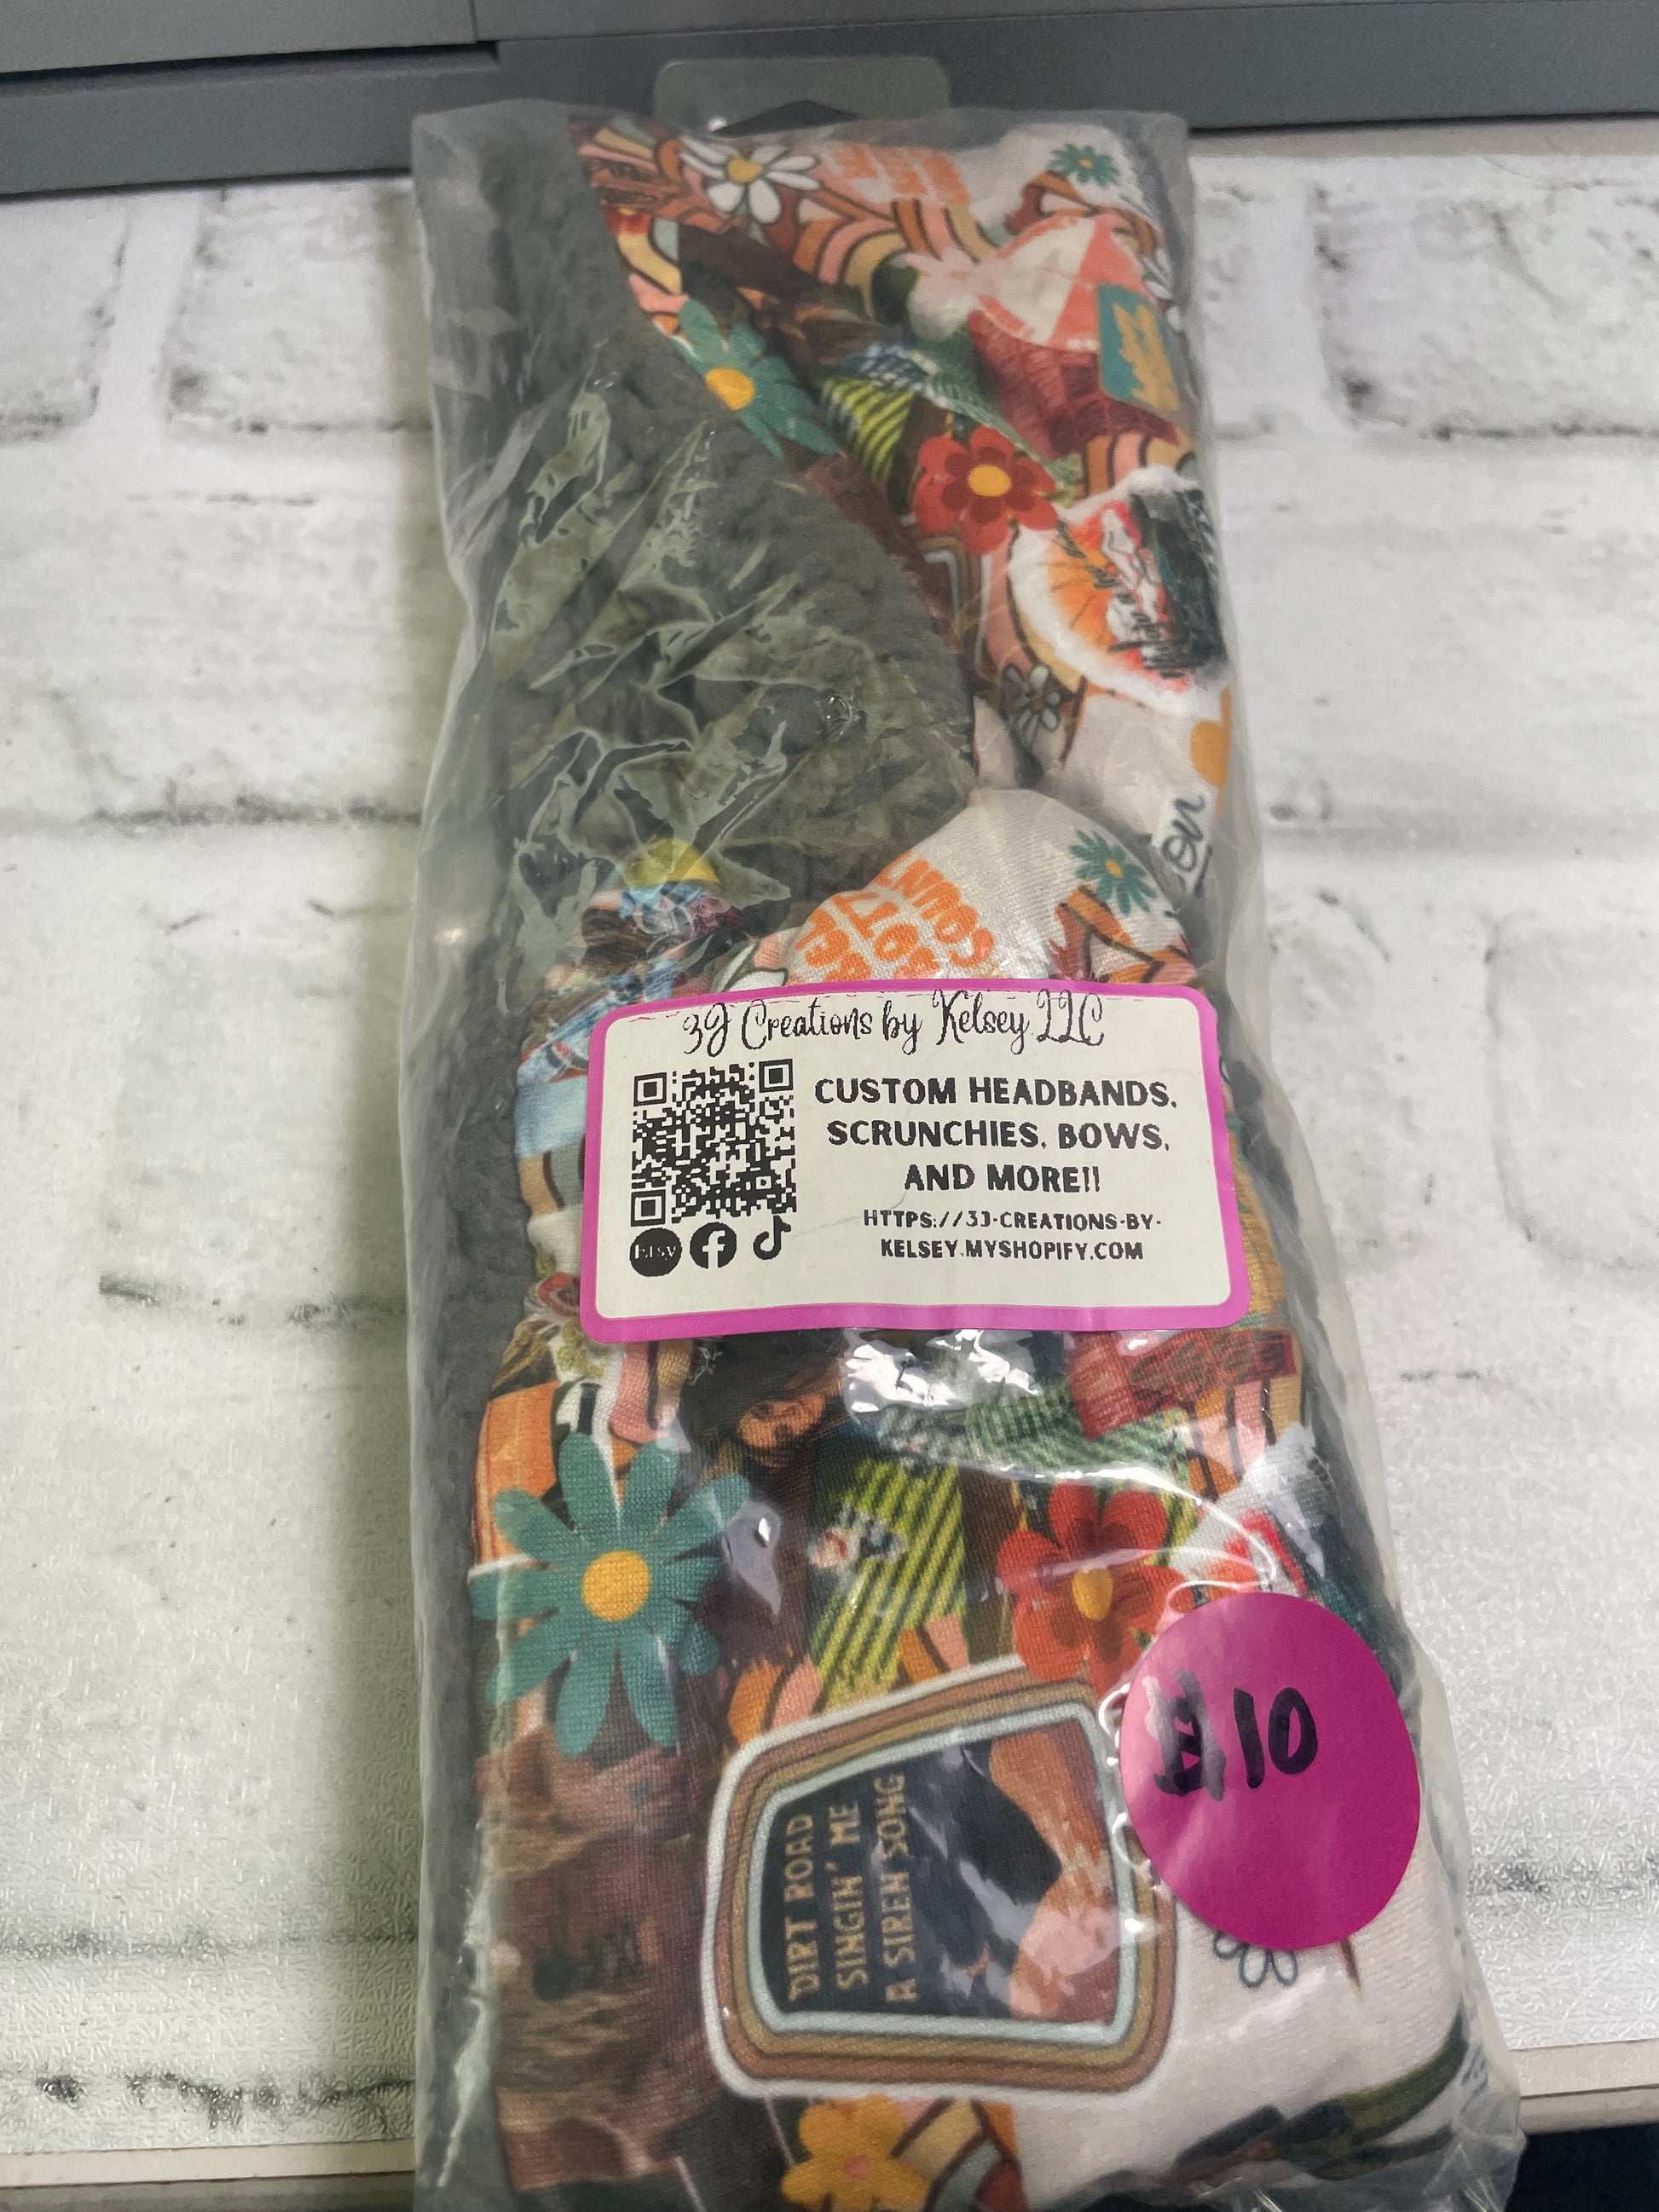 3J Creations by Kelsey LLC
CUSTOM HEADBANDS,
SCRUNCHIES, BOWS,
AND MORE!!
HTTPS://3J-CREATIONS-BY-
KELSEY.MYSHOPIFY.COM
Etsy
$10
DIRT ROAD
SINGIN' ME
A SIREN SONG